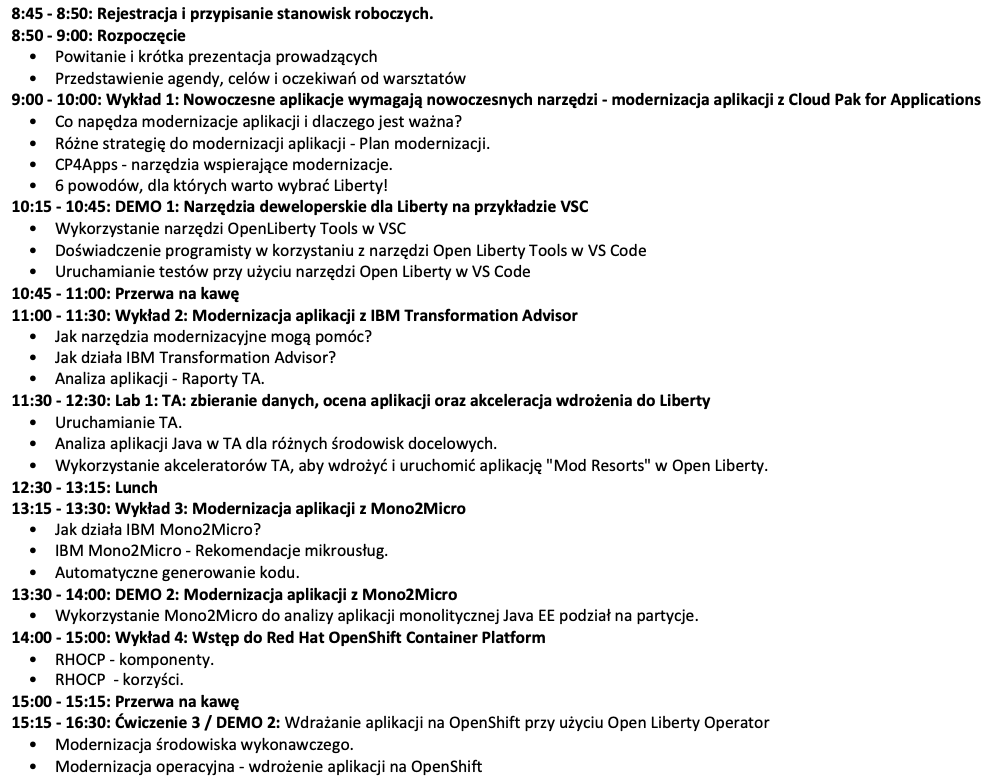 8:45 - 8:50: Rejestracja i przypisanie stanowisk roboczych.
8:50 - 9:00: Rozpoczęcie
• Powitanie i krótka prezentacja prowadzących
• Przedstawienie agendy, celów i oczekiwań od warsztatów
9:00 - 10:00: Wykład 1: Nowoczesne aplikacje wymagają nowoczesnych narzędzi - modernizacja aplikacji z Cloud Pak for Applications
• Co napędza modernizacje aplikacji i dlaczego jest ważna?
• Różne strategię do modernizacji aplikacji - Plan modernizacji.
• CP4Apps - narzędzia wspierające modernizacje.
• 6 powodów, dla których warto wybrać Liberty!
10:15 - 10:45: DEMO 1: Narzędzia deweloperskie dla Liberty na przykładzie VSC
• Wykorzystanie narzędzi OpenLiberty Tools w VSC
• Doświadczenie programisty w korzystaniu z narzędzi Open Liberty Tools w VS Code
• Uruchamianie testów przy użyciu narzędzi Open Liberty w VS Code
10:45 - 11:00: Przerwa na kawę
11:00 - 11:30: Wykład 2: Modernizacja aplikacji z IBM Transformation Advisor
• Jak narzędzia modernizacyjne mogą pomóc?
• Jak działa IBM Transformation Advisor?
• Analiza aplikacji - Raporty TA.
11:30 - 12:30: Lab 1: TA: zbieranie danych, ocena aplikacji oraz akceleracja wdrożenia do Liberty
• Uruchamianie TA.
• Analiza aplikacji Java w TA dla różnych środowisk docelowych.
• Wykorzystanie akceleratorów TA, aby wdrożyć i uruchomić aplikację "Mod Resorts" w Open Liberty.
12:30 - 13:15: Lunch
13:15 - 13:30: Wykład 3: Modernizacja aplikacji z Mono2Micro
• Jak działa IBM Mono2Micro?
• IBM Mono2Micro - Rekomendacje mikrousług.
• Automatyczne generowanie kodu.
13:30 - 14:00: DEMO 2: Modernizacja aplikacji z Mono2Micro
• Wykorzystanie Mono2Micro do analizy aplikacji monolitycznej Java EE podział na partycje.
14:00 - 15:00: Wykład 4: Wstęp do Red Hat OpenShift Container Platform
• RHOCP - komponenty.
• RHOCP - korzyści.
15:00 - 15:15: Przerwa na kawę
15:15 - 16:30: Ćwiczenie 3 / DEMO 2: Wdrażanie aplikacji na OpenShift przy użyciu Open Liberty Operator
• Modernizacja środowiska wykonawczego.
• Modernizacja operacyjna - wdrożenie aplikacji na OpenShift